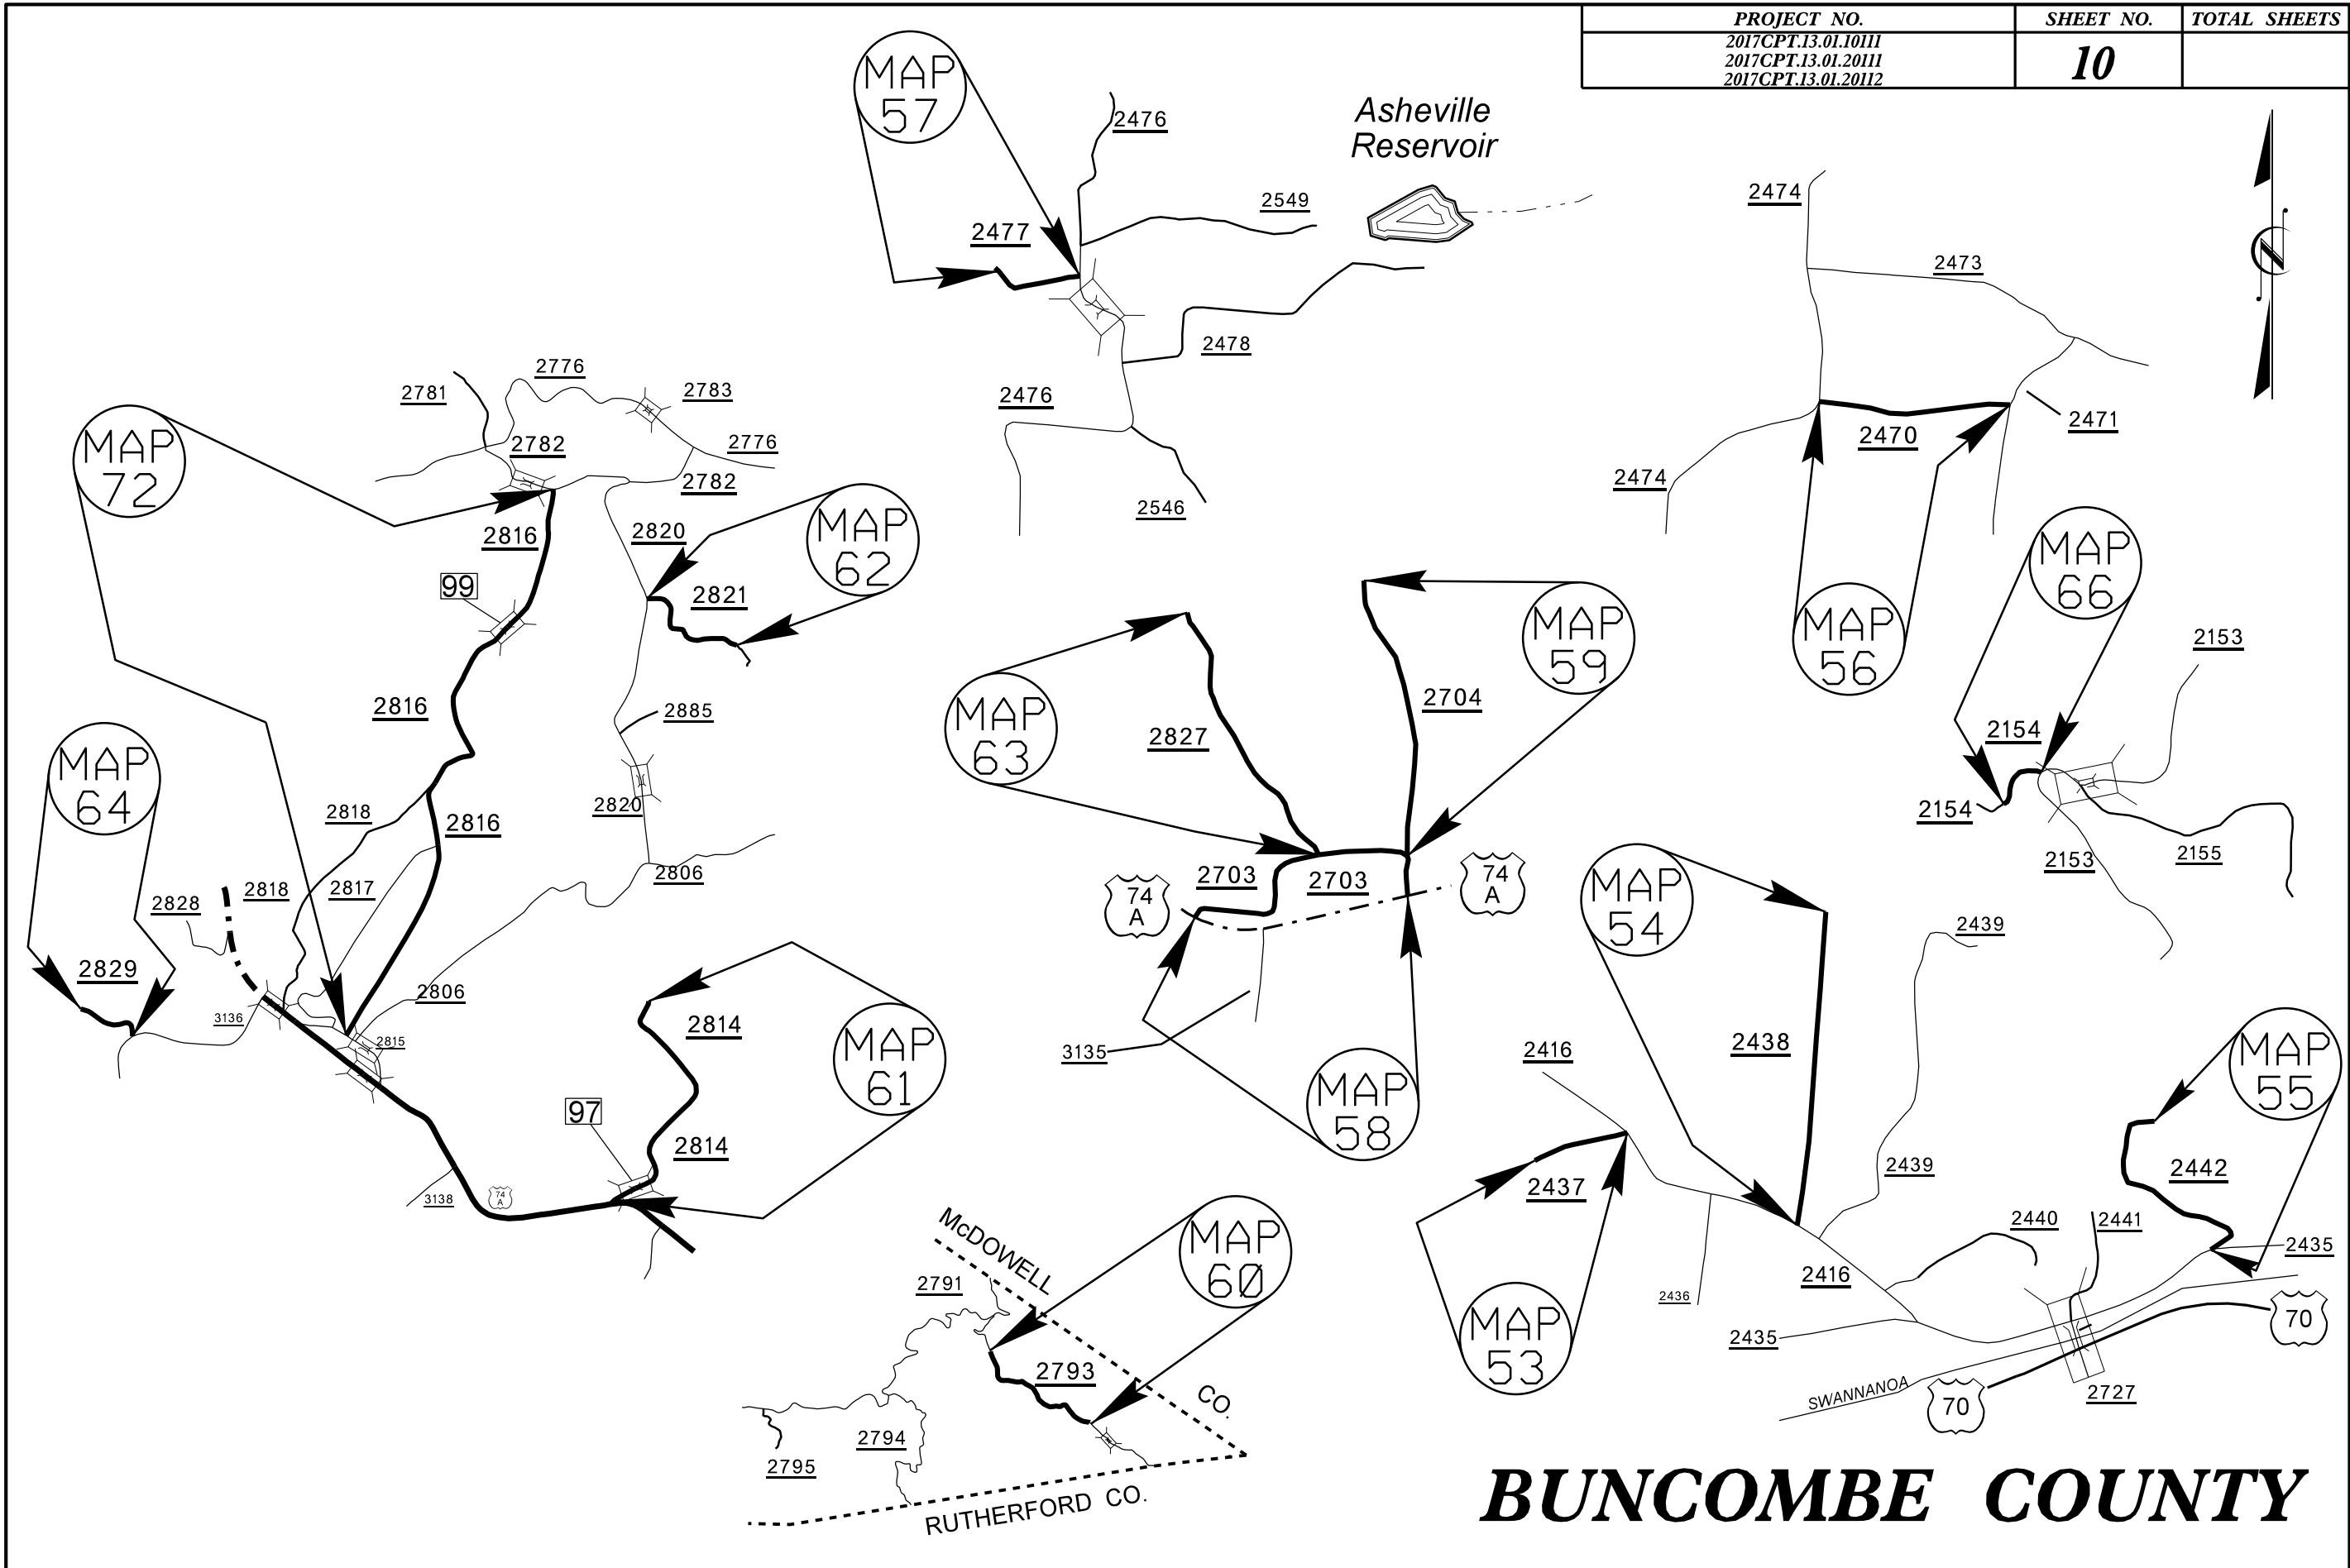 PROJECT NO. SHEET NO. TOTAL SHEETS
2017CPT.13.01.10111
2017CPT.13.01.20111
2017CPT.13.01.20112
10
MAP
57
2476
Asheville
Reservoir
2549
2477
2478
2476
2546
2474
2473
2470
2471
2474
N
MAP
56
MAP
66
2153
2154
2154
2153
2155
2776
2781
2783
2782
2776
2782
MAP
72
2816
2820
MAP
62
99
2821
2816
2885
MAP
64
2820
2818
2816
2806
2828
2818
2817
2829
2806
3136
2815
MAP
63
2827
MAP
59
2704
2703
2703
74
A
74
A
3135
MAP
58
2814
MAP
61
97
2814
3138
74
A
MAP
54
2439
2438
2416
2437
2439
MAP
55
2442
2440
2441
2435
2416
2436
2435
MAP
53
70
70
SWANNANOA
2727
McDOWELL
CO.
MAP
60
2791
2793
2794
2795
RUTHERFORD CO.
BUNCOMBE COUNTY